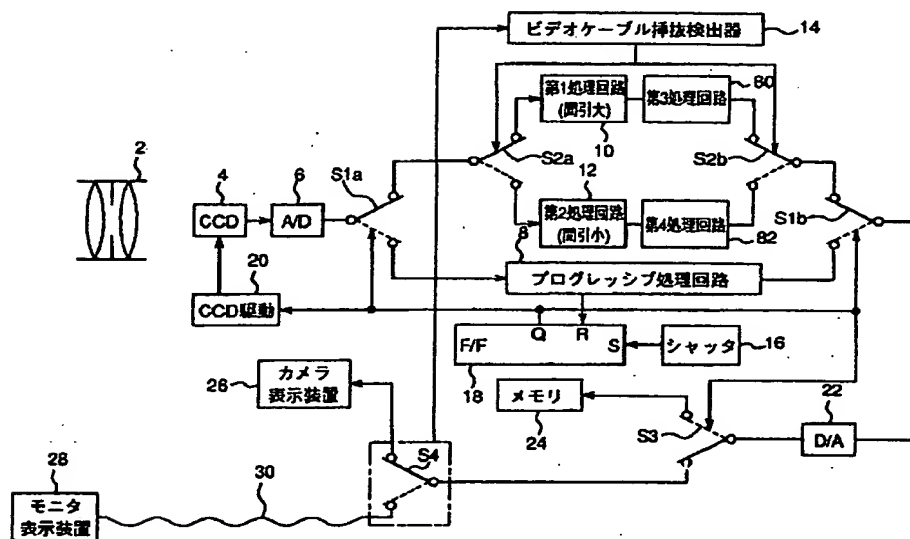 ビデオケーブル挿抜検出器
14
80
第1処理回路
(間引大)
第3処理回路
10
S2a
S2b
2
4
6
S1a
CCD
A/D
12
第2処理回路
(間引小)
第4処理回路
82
S1b
8
プログレッシブ処理回路
20
CCD駆動
Q
R
F/F
S
シャッタ
16
18
26
カメラ
表示装置
メモリ
24
S3
22
D/A
S4
28
30
モニタ
表示装置